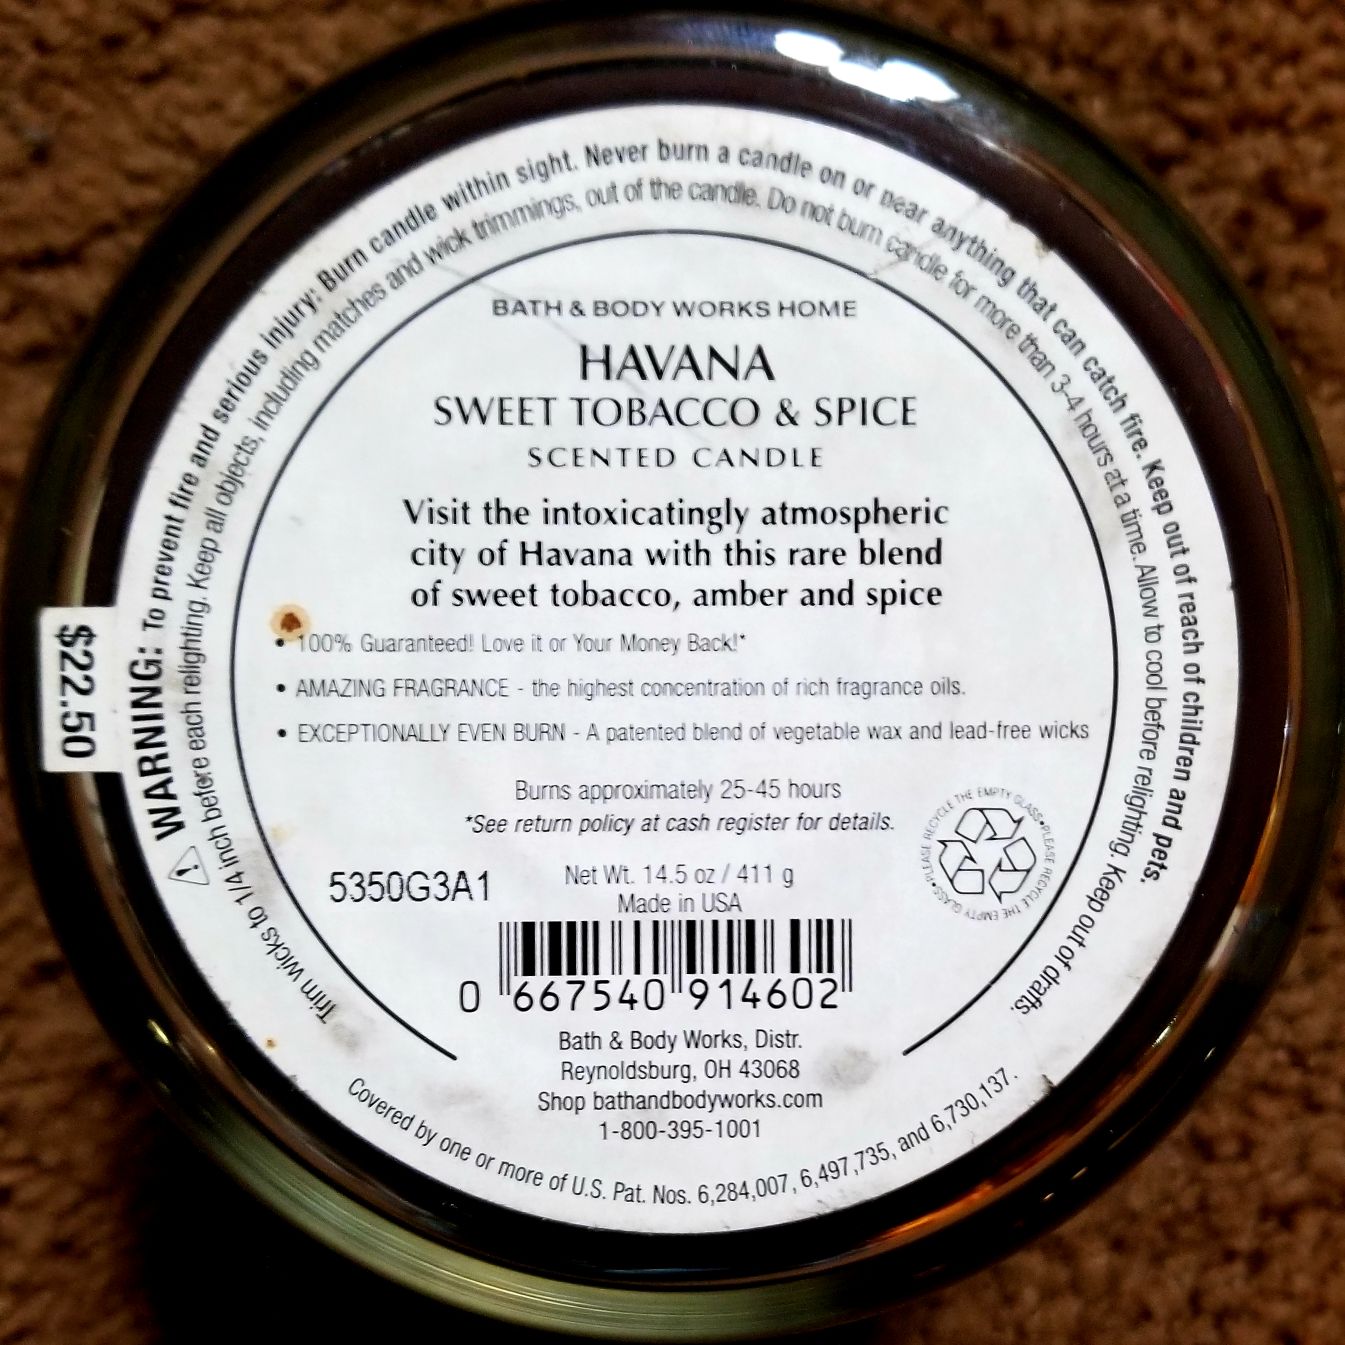 WARNING: To prevent fire and serious injury: Burn candle within sight. Never burn a candle on or near anything that can catch fire. Keep out of reach of children and pets.
Trim wicks to 1/4 inch before each relighting. Keep all objects, including matches and wick trimmings, out of the candle. Do not burn candle for more than 3-4 hours at a time. Allow to cool before relighting. Keep out of drafts.
$22.50
BATH & BODY WORKS HOME
HAVANA
SWEET TOBACCO & SPICE
SCENTED CANDLE
Visit the intoxicatingly atmospheric
city of Havana with this rare blend
of sweet tobacco, amber and spice
• 100% Guaranteed! Love it or Your Money Back!*
• AMAZING FRAGRANCE - the highest concentration of rich fragrance oils.
• EXCEPTIONALLY EVEN BURN - A patented blend of vegetable wax and lead-free wicks
Burns approximately 25-45 hours
*See return policy at cash register for details.
PLEASE RECYCLE THE EMPTY GLASS•PLEASE RECYCLE THE EMPTY GLASS•
5350G3A1
Net Wt. 14.5 oz / 411 g
Made in USA
0 667540 914602
Bath & Body Works, Distr.
Reynoldsburg, OH 43068
Shop bathandbodyworks.com
1-800-395-1001
Covered by one or more of U.S. Pat. Nos. 6,284,007, 6,497,735, and 6,730,137.